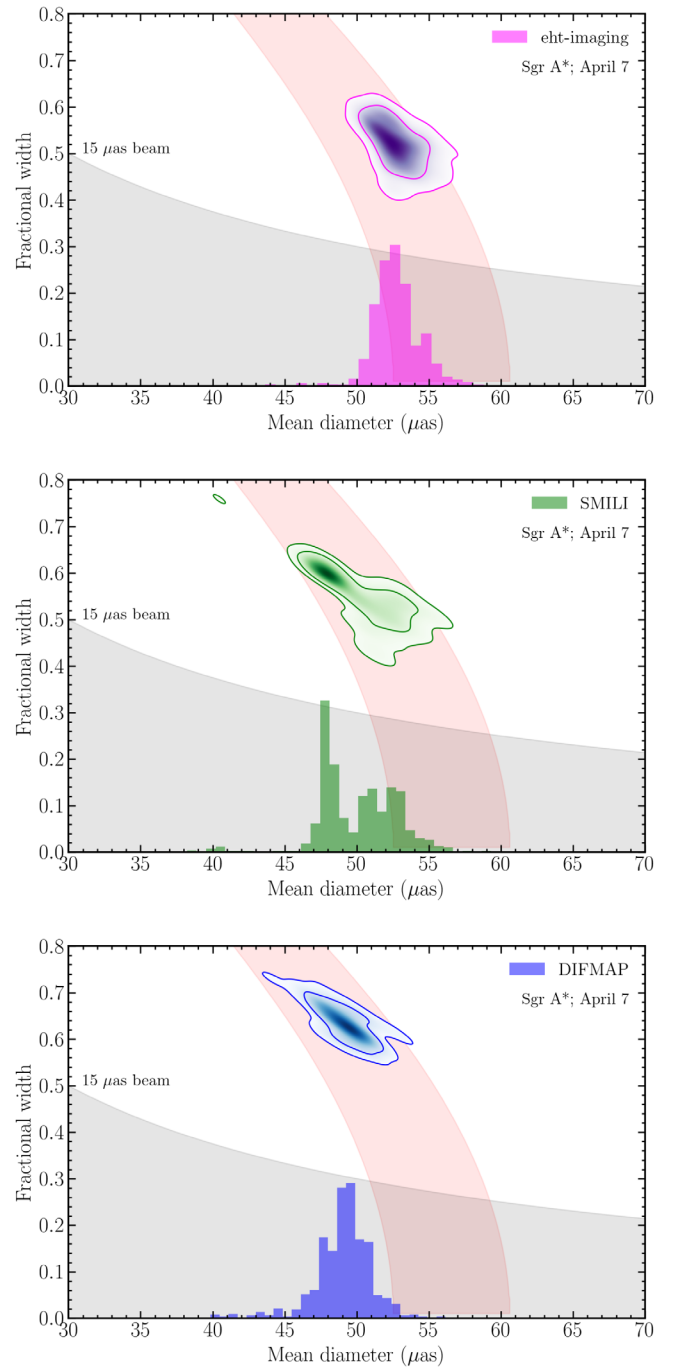 0.8
0.7
0.6
0.5
0.4
0.3
0.2
0.1
0.0
Fractional width
eht-imaging
Sgr A*; April 7
15 μas beam
30 35 40 45 50 55 60 65 70
Mean diameter (μas)
0.8
0.7
0.6
0.5
0.4
0.3
0.2
0.1
0.0
Fractional width
SMILI
Sgr A*; April 7
15 μas beam
30 35 40 45 50 55 60 65 70
Mean diameter (μas)
0.8
0.7
0.6
0.5
0.4
0.3
0.2
0.1
0.0
Fractional width
DIFMAP
Sgr A*; April 7
15 μas beam
30 35 40 45 50 55 60 65 70
Mean diameter (μas)